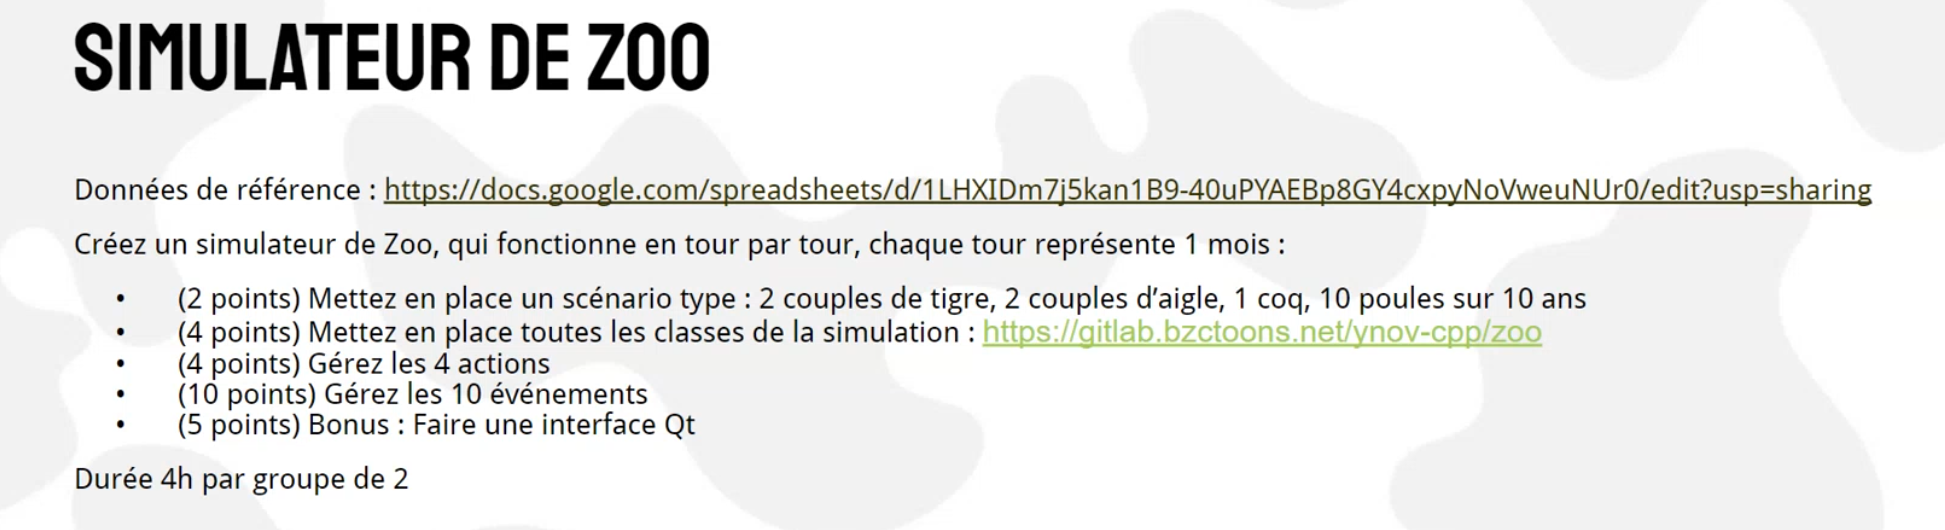 SIMULATEUR DE ZOO
Données de référence : https://docs.google.com/spreadsheets/d/1LHXIDm7j5kan1B9-40uPYAEBp8GY4cxpyNoVweuNUr0/edit?usp=sharing
Créez un simulateur de Zoo, qui fonctionne en tour par tour, chaque tour représente 1 mois :
• (2 points) Mettez en place un scénario type : 2 couples de tigre, 2 couples d’aigle, 1 coq, 10 poules sur 10 ans
• (4 points) Mettez en place toutes les classes de la simulation : https://gitlab.bzctoons.net/ynov-cpp/zoo
• (4 points) Gérez les 4 actions
• (10 points) Gérez les 10 événements
• (5 points) Bonus : Faire une interface Qt
Durée 4h par groupe de 2